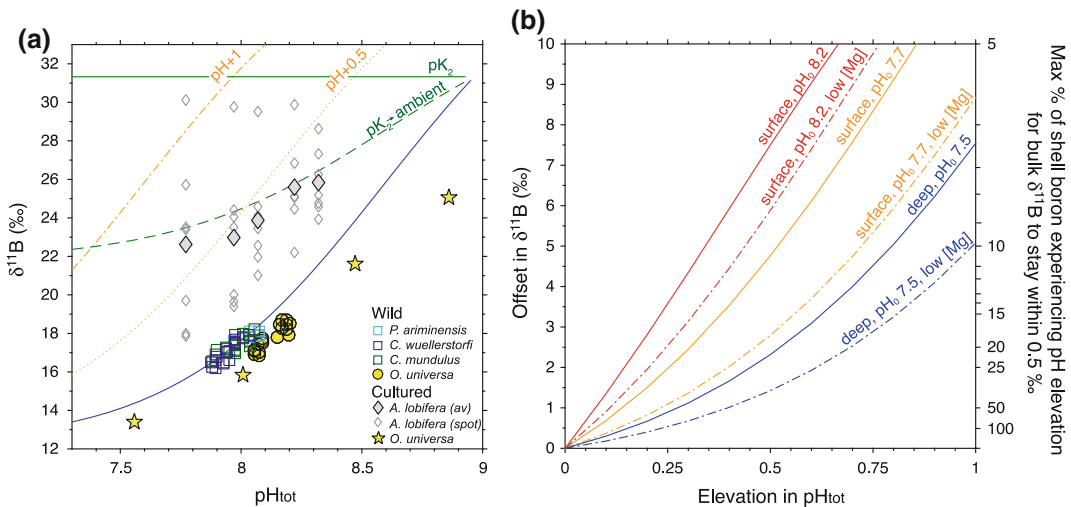 (a)
32
30
28
26
24
22
20
18
16
14
12
δ11B (‰)
7.5
8
8.5
9
pHtot
pH+1
pH+0.5
pK2
pK2→ambient
Wild
P. ariminensis
C. wuellerstorfi
C. mundulus
O. universa
Cultured
A. lobifera (av)
A. lobifera (spot)
O. universa
(b)
10
9
8
7
6
5
4
3
2
1
0
Offset in δ11B (‰)
0
0.25
0.5
0.75
1
Elevation in pHtot
surface, pH0 8.2
surface, pH0 8.2, low [Mg]
surface, pH0 7.7
surface, pH0 7.7, low [Mg]
deep, pH0 7.5
deep, pH0 7.5, low [Mg]
5
10
15
20
25
50
100
Max % of shell boron experiencing pH elevation
for bulk δ11B to stay within 0.5 ‰